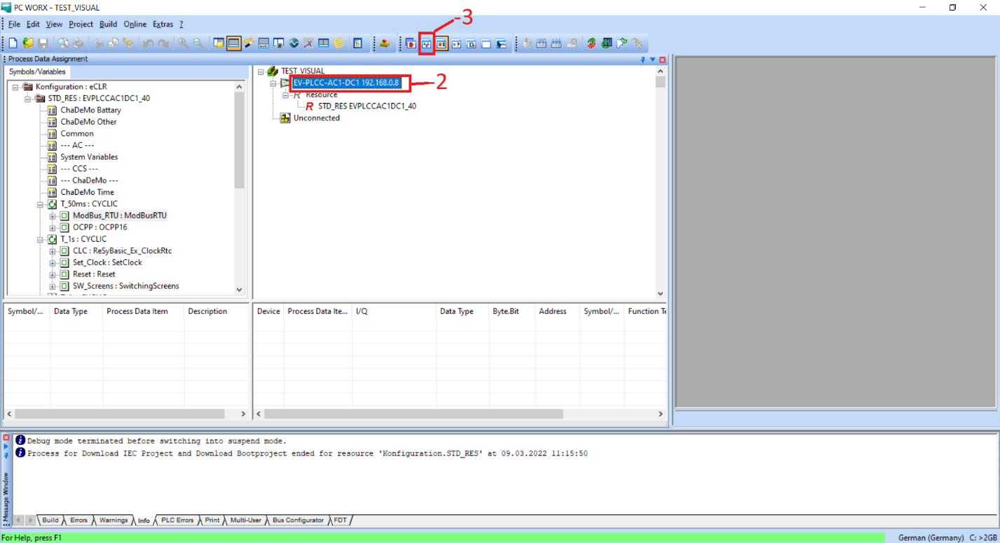 PC WORX - TEST_VISUAL
File Edit View Project Build Online Extras ?
-3
Process Data Assignment
Symbols/Variables
Konfiguration : eCLR
STD_RES : EVPLCCAC1DC1_40
ChaDeMo Battary
ChaDeMo Other
Common
--- AC ---
System Variables
--- CCS ---
--- ChaDeMo ---
ChaDeMo Time
T_50ms : CYCLIC
ModBus_RTU : ModBusRTU
OCPP : OCPP16
T_1s : CYCLIC
CLC : ReSyBasic_Ex_ClockRtc
Set_Clock : SetClock
Reset : Reset
SW_Screens : SwitchingScreens
TEST_VISUAL
EV-PLCC-AC1-DC1 192.168.0.8
2
Resource
R STD_RES EVPLCCAC1DC1_40
Unconnected
Symbol/... Data Type Process Data Item Description
Device Process Data Ite... I/Q Data Type Byte.Bit Address Symbol/... Function Te
Debug mode terminated before switching into suspend mode.
Process for Download IEC Project and Download Bootproject ended for resource 'Konfiguration.STD_RES' at 09.03.2022 11:15:50
Message Window
Build Errors Warnings Info PLC Errors Print Multi-User Bus Configurator FDT
For Help, press F1
German (Germany) C: >2GB